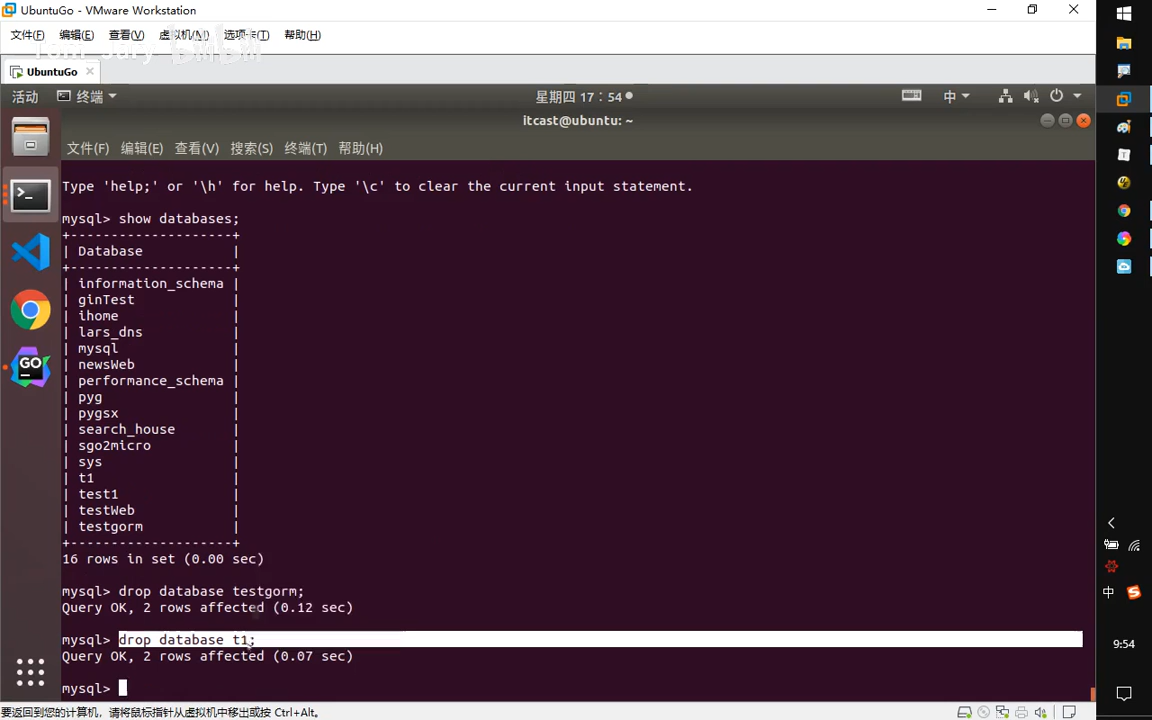 UbuntuGo - VMware Workstation
文件(F) 编辑(E) 查看(V) 虚拟机(M) 选项卡(T) 帮助(H)
UbuntuGo
活动 终端 星期四 17：54 中
itcast@ubuntu: ~
文件(F) 编辑(E) 查看(V) 搜索(S) 终端(T) 帮助(H)
Type 'help;' or '\h' for help. Type '\c' to clear the current input statement.
mysql> show databases;
+--------------------+
| Database           |
+--------------------+
| information_schema |
| ginTest            |
| ihome              |
| lars_dns           |
| mysql              |
| newsWeb            |
| performance_schema |
| pyg                |
| pygsx              |
| search_house       |
| sgo2micro          |
| sys                |
| t1                 |
| test1              |
| testWeb            |
| testgorm           |
+--------------------+
16 rows in set (0.00 sec)
mysql> drop database testgorm;
Query OK, 2 rows affected (0.12 sec)
mysql> drop database t1;
Query OK, 2 rows affected (0.07 sec)
mysql>
要返回到您的计算机，请将鼠标指针从虚拟机中移出或按 Ctrl+Alt。
GO
T
中
S
9:54